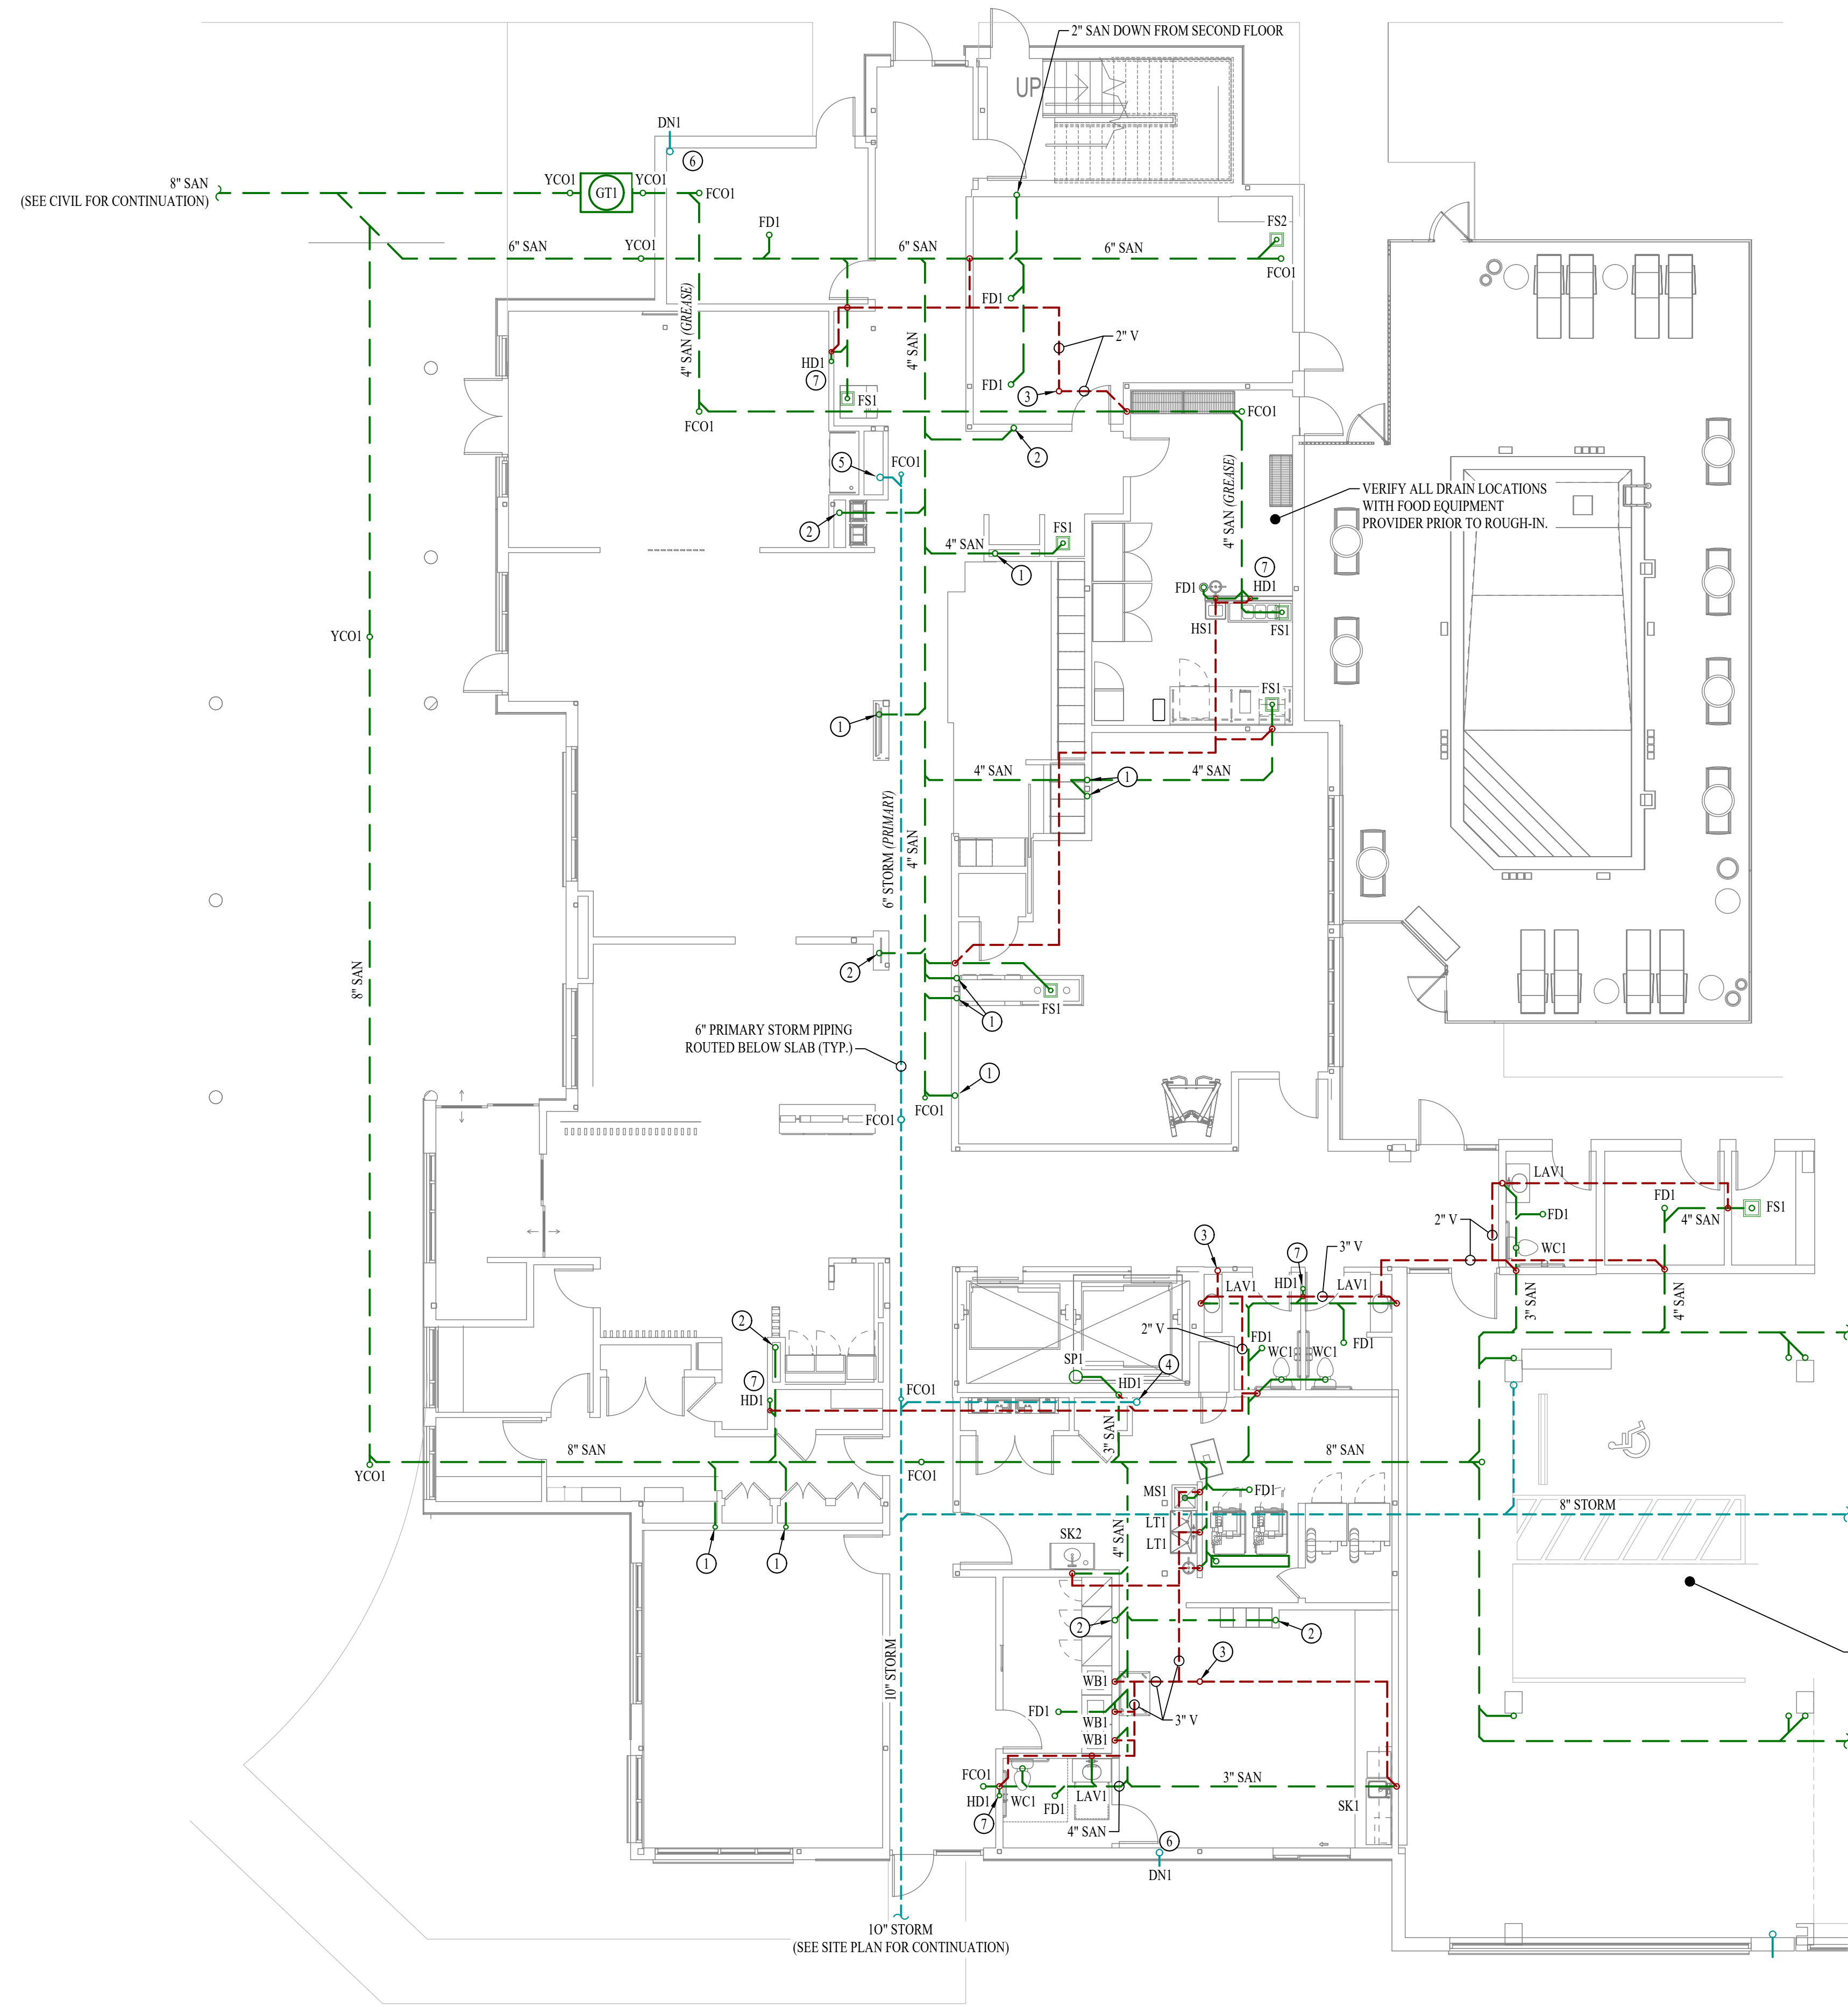 2" SAN DOWN FROM SECOND FLOOR
UP
DN1
6
8" SAN
(SEE CIVIL FOR CONTINUATION)
YCO1
GT1
YCO1
FCO1
FD1
FS2
6" SAN
YCO1
6" SAN
6" SAN
FCO1
FD1
4" SAN (GREASE)
4" SAN
2" V
HD1
7
FD1
3
FS1
FCO1
FCO1
2
5
FCO1
4" SAN (GREASE)
VERIFY ALL DRAIN LOCATIONS
WITH FOOD EQUIPMENT
PROVIDER PRIOR TO ROUGH-IN.
2
FS1
4" SAN
1
7
FD1
HD1
HS1
FS1
YCO1
FS1
1
4" SAN
4" SAN
1
6" STORM (PRIMARY)
4" SAN
2
8" SAN
FS1
1
6" PRIMARY STORM PIPING
ROUTED BELOW SLAB (TYP.)
1
FCO1
FCO1
LAV1
FD1
FS1
FD1
4" SAN
2" V
WC1
3
7
3" V
HD1
LAV1
LAV1
3" SAN
4" SAN
2
2" V
FD1
FD1
WC1
WC1
SP1
4
7
HD1
FCO1
HD1
3" SAN
8" SAN
8" SAN
YCO1
FCO1
MS1
FD1
8" STORM
LT1
LT1
SK2
4" SAN
1
1
2
2
3
10" STORM
WB1
FD1
WB1
3" V
WB1
FCO1
3" SAN
HD1
WC1
FD1
LAV1
SK1
7
4" SAN
6
DN1
1O" STORM
(SEE SITE PLAN FOR CONTINUATION)